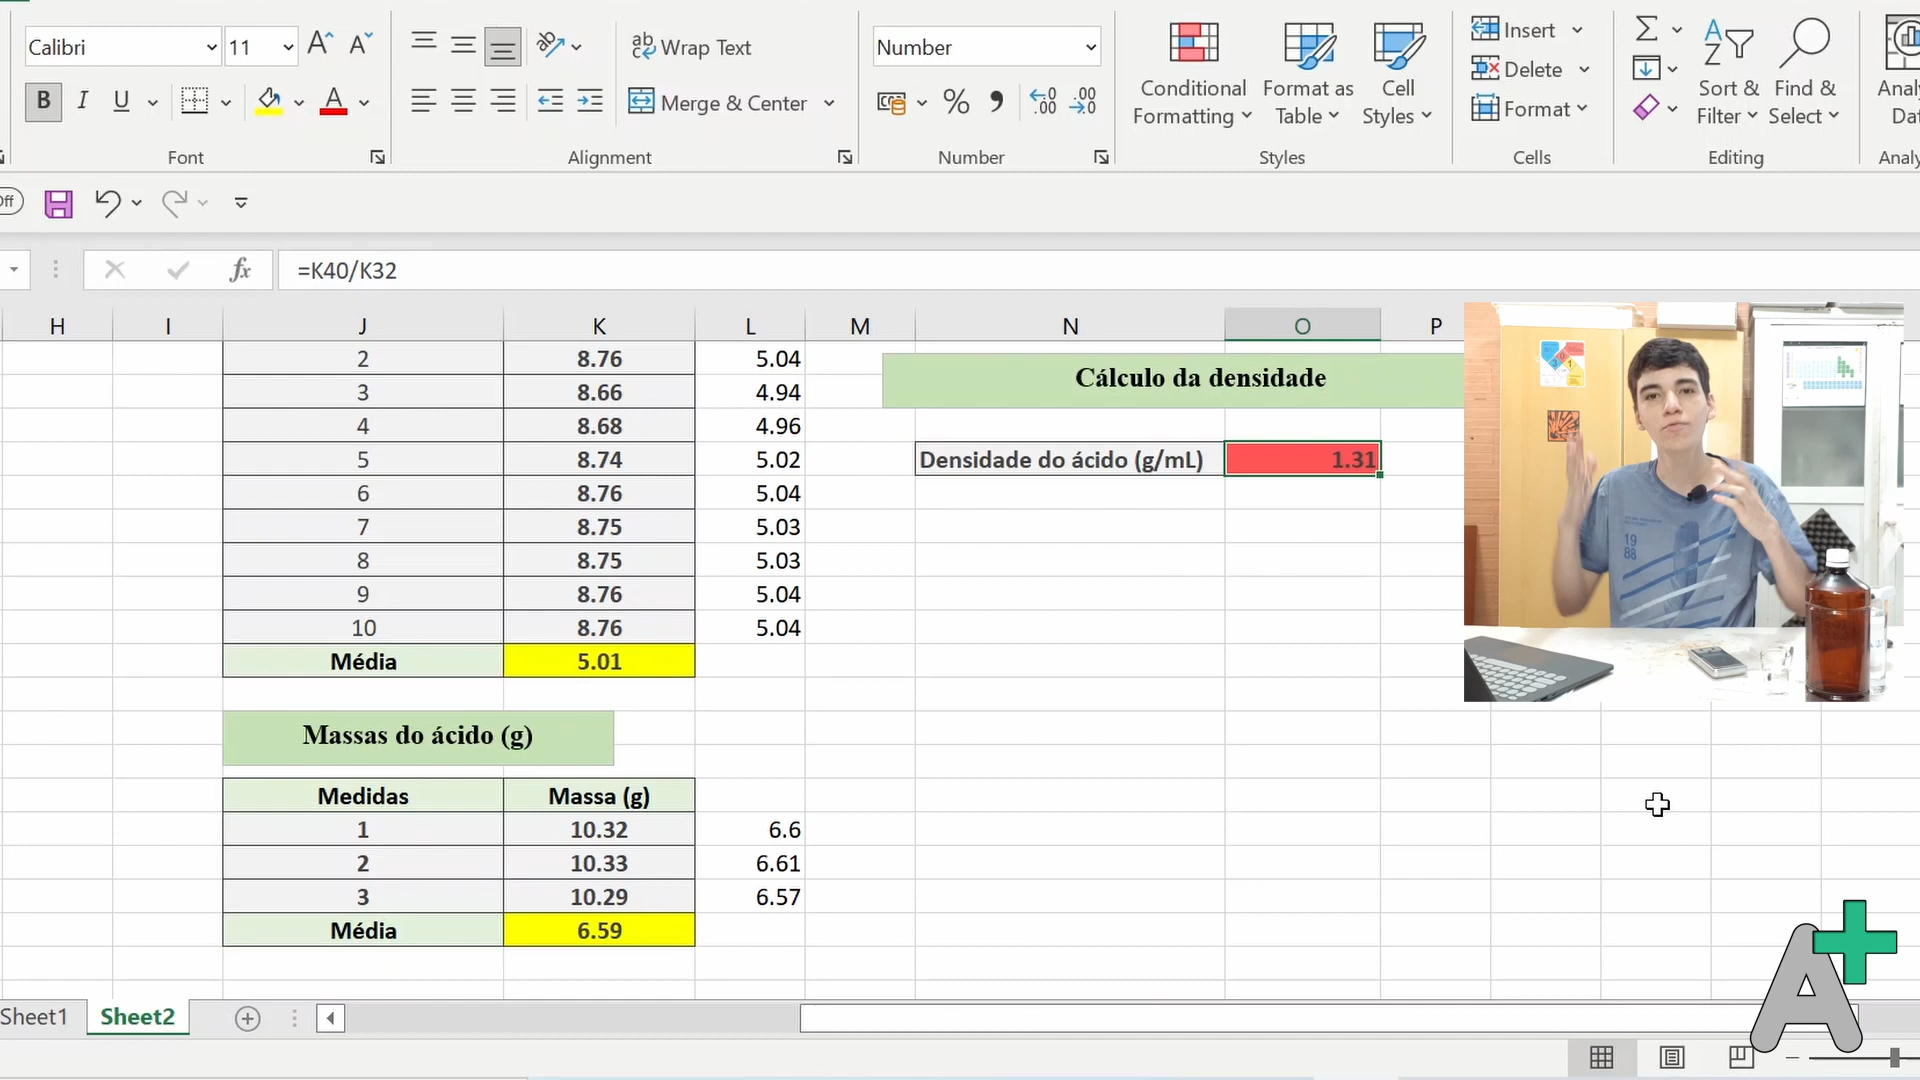 Calibri
11
Wrap Text
Number
Insert
Delete
Format
Conditional
Formatting
Format as
Table
Cell
Styles
Sort &
Filter
Find &
Select
B I U
Merge & Center
Font
Alignment
Number
Styles
Cells
Editing
=K40/K32
H I J K L M N O P
2 8.76 5.04
3 8.66 4.94
4 8.68 4.96
5 8.74 5.02
6 8.76 5.04
7 8.75 5.03
8 8.75 5.03
9 8.76 5.04
10 8.76 5.04
Média 5.01
Cálculo da densidade
Densidade do ácido (g/mL) 1.31
19
88
Massas do ácido (g)
Medidas Massa (g)
1 10.32 6.6
2 10.33 6.61
3 10.29 6.57
Média 6.59
Sheet1 Sheet2
A+